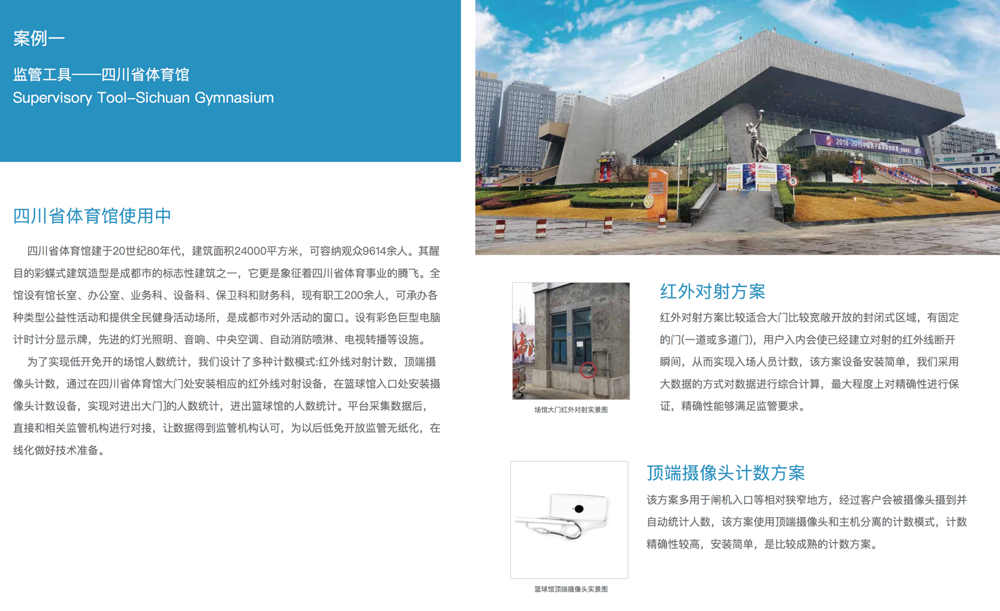 案例一
监管工具——四川省体育馆
Supervisory Tool–Sichuan Gymnasium
四川省体育馆使用中
四川省体育馆建于20世纪80年代，建筑面积24000平方米，可容纳观众9614余人。其醒
目的彩蝶式建筑造型是成都市的标志性建筑之一，它更是象征着四川省体育事业的腾飞。全
馆设有馆长室、办公室、业务科、设备科、保卫科和财务科，现有职工200余人，可承办各
种类型公益性活动和提供全民健身活动场所，是成都市对外活动的窗口。设有彩色巨型电脑
计时计分显示牌，先进的灯光照明、音响、中央空调、自动消防喷淋、电视转播等设施。
为了实现低开免开的场馆人数统计，我们设计了多种计数模式:红外线对射计数，顶端摄
像头计数，通过在四川省体育馆大门处安装相应的红外线对射设备，在篮球馆入口处安装摄
像头计数设备，实现对进出大门]的人数统计，进出篮球馆的人数统计。平台采集数据后，
直接和相关监管机构进行对接，让数据得到监管机构认可，为以后低免开放监管无纸化，在
线化做好技术准备。
2018-2019中国男子篮球职业联赛
5
红外对射方案
红外对射方案比较适合大门比较宽敞开放的封闭式区域，有固定
的门(一道或多道门)，用户入内会使已经建立对射的红外线断开
瞬间，从而实现入场人员计数，该方案设备安装简单，我们采用
大数据的方式对数据进行综合计算，最大程度上对精确性进行保
证，精确性能够满足监管要求。
场馆大门红外对射实景图
顶端摄像头计数方案
该方案多用于闸机入口等相对狭窄地方，经过客户会被摄像头摄到并
自动统计人数，该方案使用顶端摄像头和主机分离的计数模式，计数
精确性较高，安装简单，是比较成熟的计数方案。
篮球馆顶端摄像头实景图